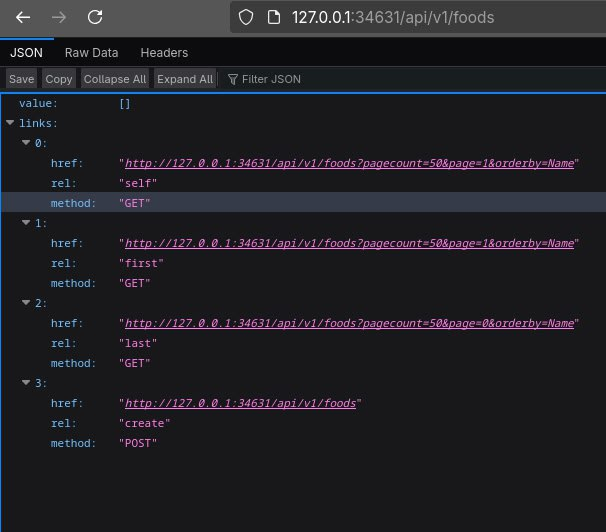 127.0.0.1:34631/api/v1/foods
JSON Raw Data Headers
Save Copy Collapse All Expand All Filter JSON
value: []
links:
0:
href: "http://127.0.0.1:34631/api/v1/foods?pagecount=50&page=1&orderby=Name"
rel: "self"
method: "GET"
1:
href: "http://127.0.0.1:34631/api/v1/foods?pagecount=50&page=1&orderby=Name"
rel: "first"
method: "GET"
2:
href: "http://127.0.0.1:34631/api/v1/foods?pagecount=50&page=0&orderby=Name"
rel: "last"
method: "GET"
3:
href: "http://127.0.0.1:34631/api/v1/foods"
rel: "create"
method: "POST"